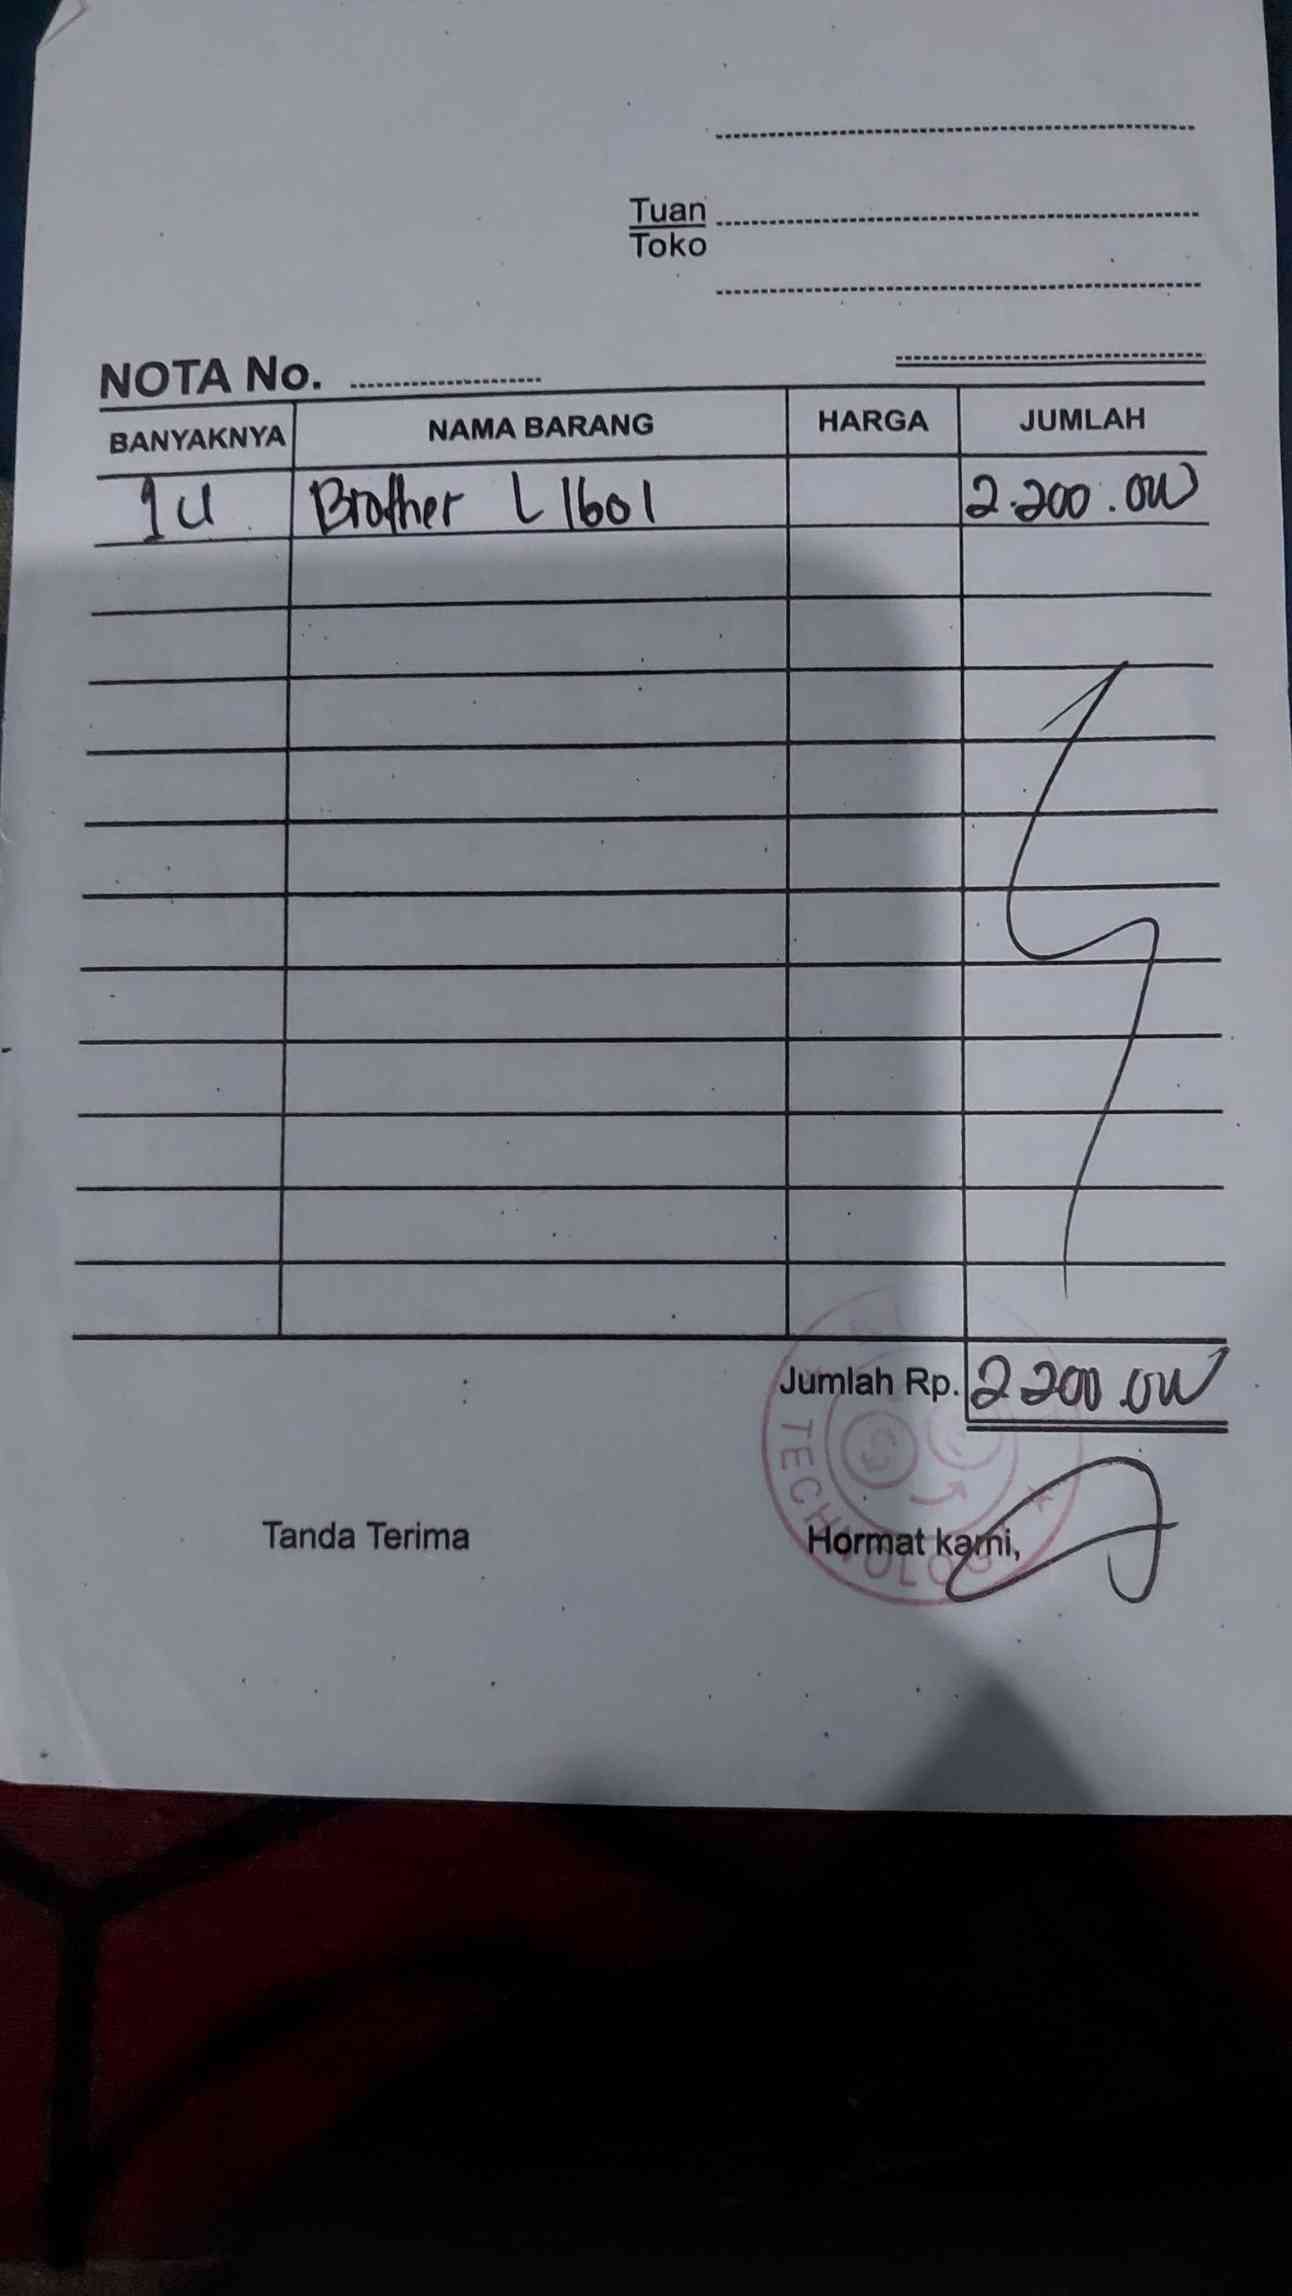 Tuan
Toko
NOTA No.
BANYAKNYA NAMA BARANG HARGA JUMLAH
1 U Brother L 1601 2.200.000
Jumlah Rp. 2 200.000
TECHNOLOG
Tanda Terima Hormat kami,